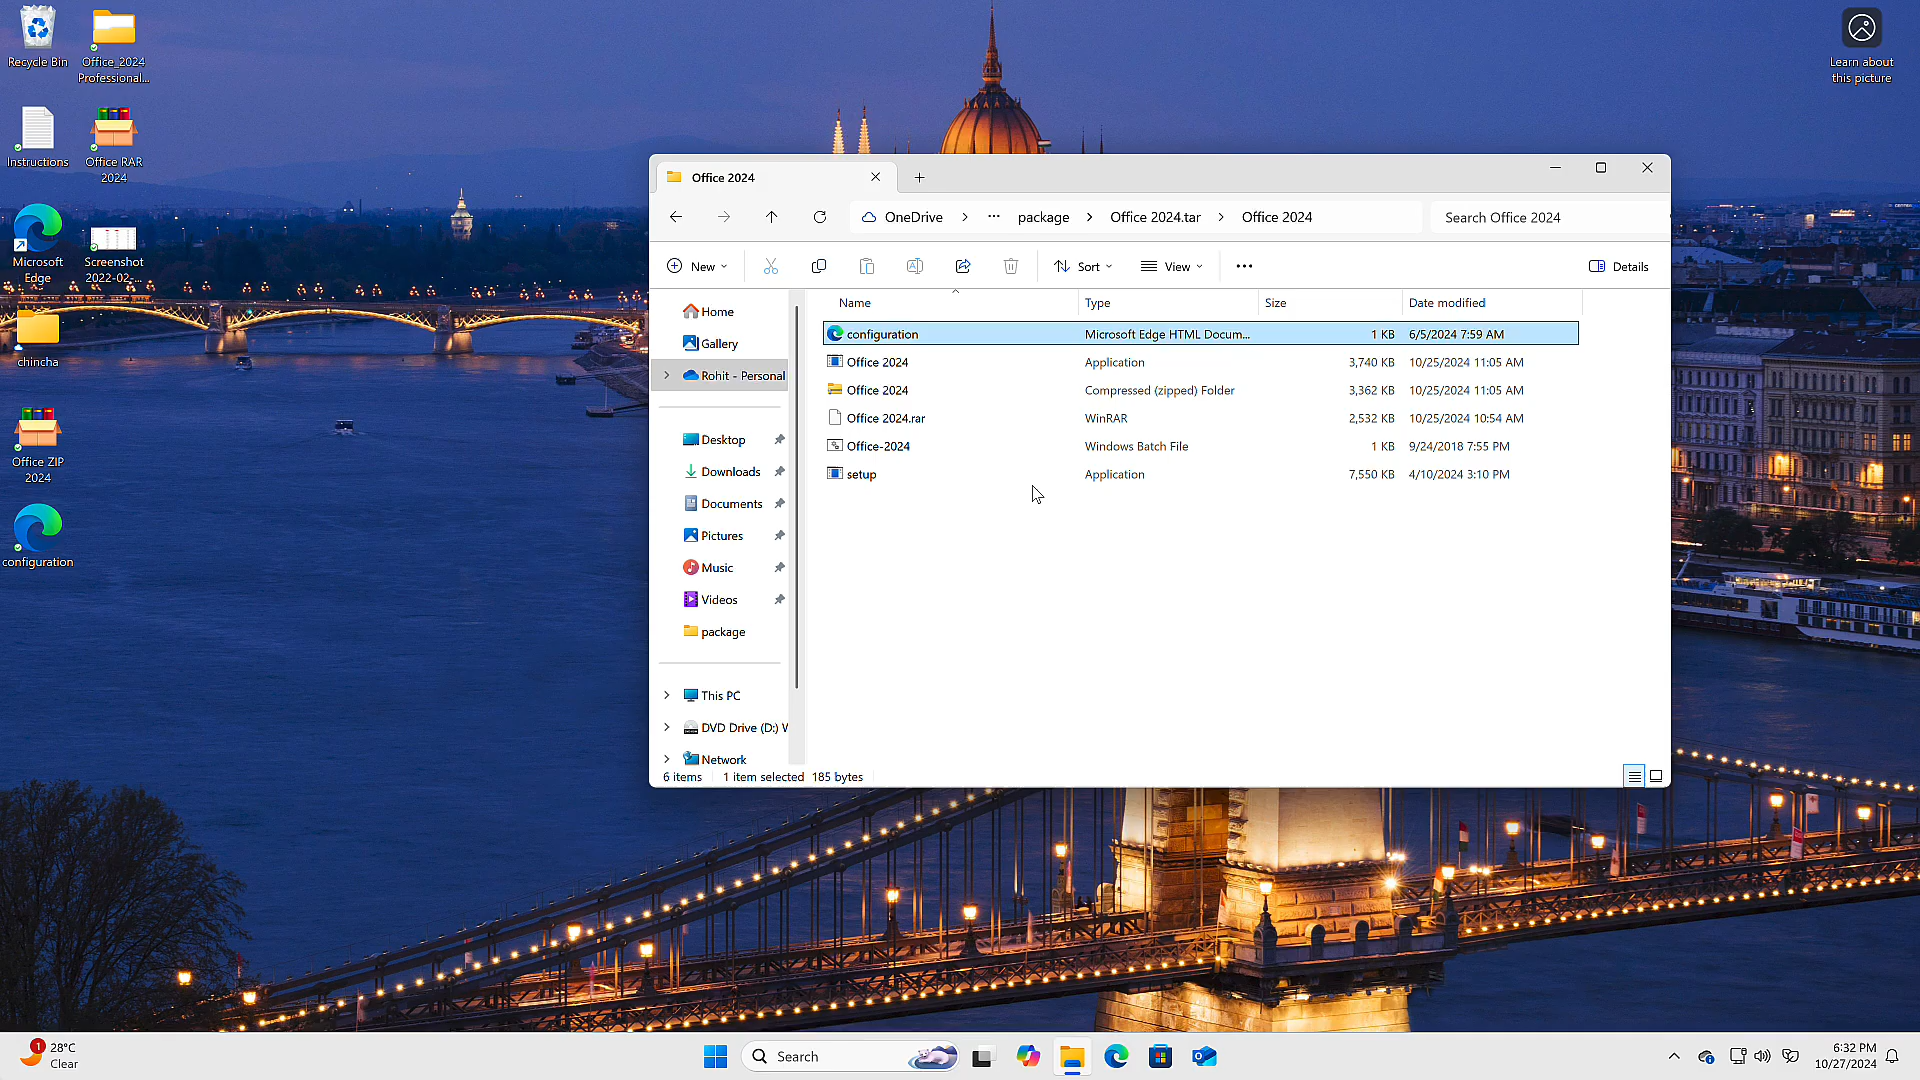 Recycle Bin
Office_2024
Professional...
Instructions
Office RAR
2024
Microsoft
Edge
Screenshot
2022-02-...
chincha
Office ZIP
2024
configuration
Learn about
this picture
Office 2024
OneDrive > ... package > Office 2024.tar > Office 2024
Search Office 2024
New
Sort
View
Details
Name Type Size Date modified
configuration Microsoft Edge HTML Docum... 1 KB 6/5/2024 7:59 AM
Office 2024 Application 3,740 KB 10/25/2024 11:05 AM
Office 2024 Compressed (zipped) Folder 3,362 KB 10/25/2024 11:05 AM
Office 2024.rar WinRAR 2,532 KB 10/25/2024 10:54 AM
Office-2024 Windows Batch File 1 KB 9/24/2018 7:55 PM
setup Application 7,550 KB 4/10/2024 3:10 PM
Home
Gallery
Rohit - Personal
Desktop
Downloads
Documents
Pictures
Music
Videos
package
This PC
DVD Drive (D:) V
Network
6 items 1 item selected 185 bytes
1
28°C
Clear
Search
6:32 PM
10/27/2024